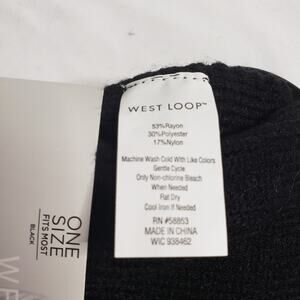 WEST LOOP™
53%Rayon
30%Polyester
17%Nylon
Machine Wash Cold With Like Colors
Gentle Cycle
Only Non-chlorine Bleach
When Needed
Flat Dry
Cool Iron If Needed
RN #58853
MADE IN CHINA
WIC 938462
ONE
SIZE
FITS MOST
BLACK
WE